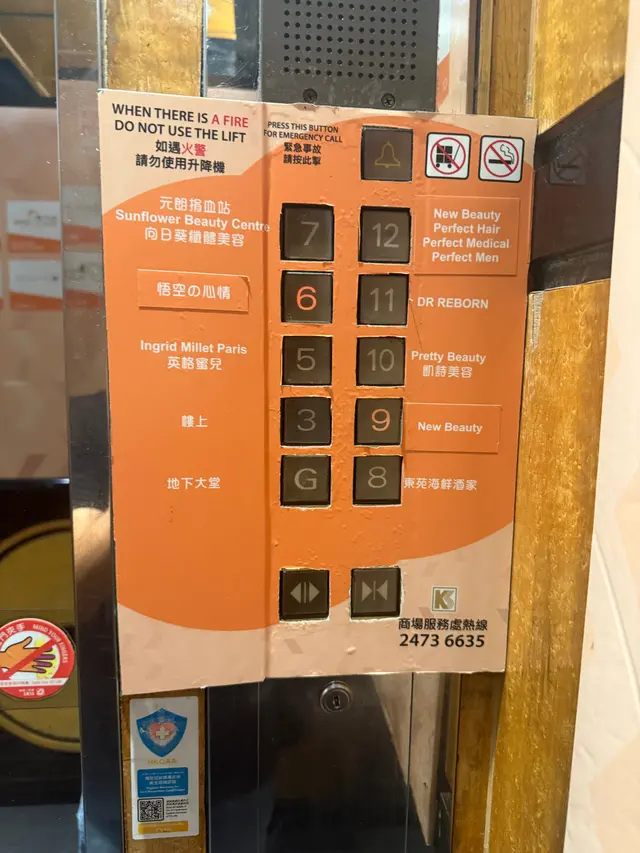 WHEN THERE IS A FIRE
DO NOT USE THE LIFT
如遇火警
請勿使用升降機
PRESS THIS BUTTON
FOR EMERGENCY CALL
緊急事故
請按此掣
元朗捐血站
Sunflower Beauty Centre
向日葵纖體美容
7
12
New Beauty
Perfect Hair
Perfect Medical
Perfect Men
悟空の心情
6
11
DR REBORN
Ingrid Millet Paris
英格蜜兒
5
10
Pretty Beauty
凱詩美容
樓上
3
9
New Beauty
地下大堂
G
8
東苑海鮮酒家
商場服務處熱線
2473 6635
MIND YOUR FINGERS
HKQAA